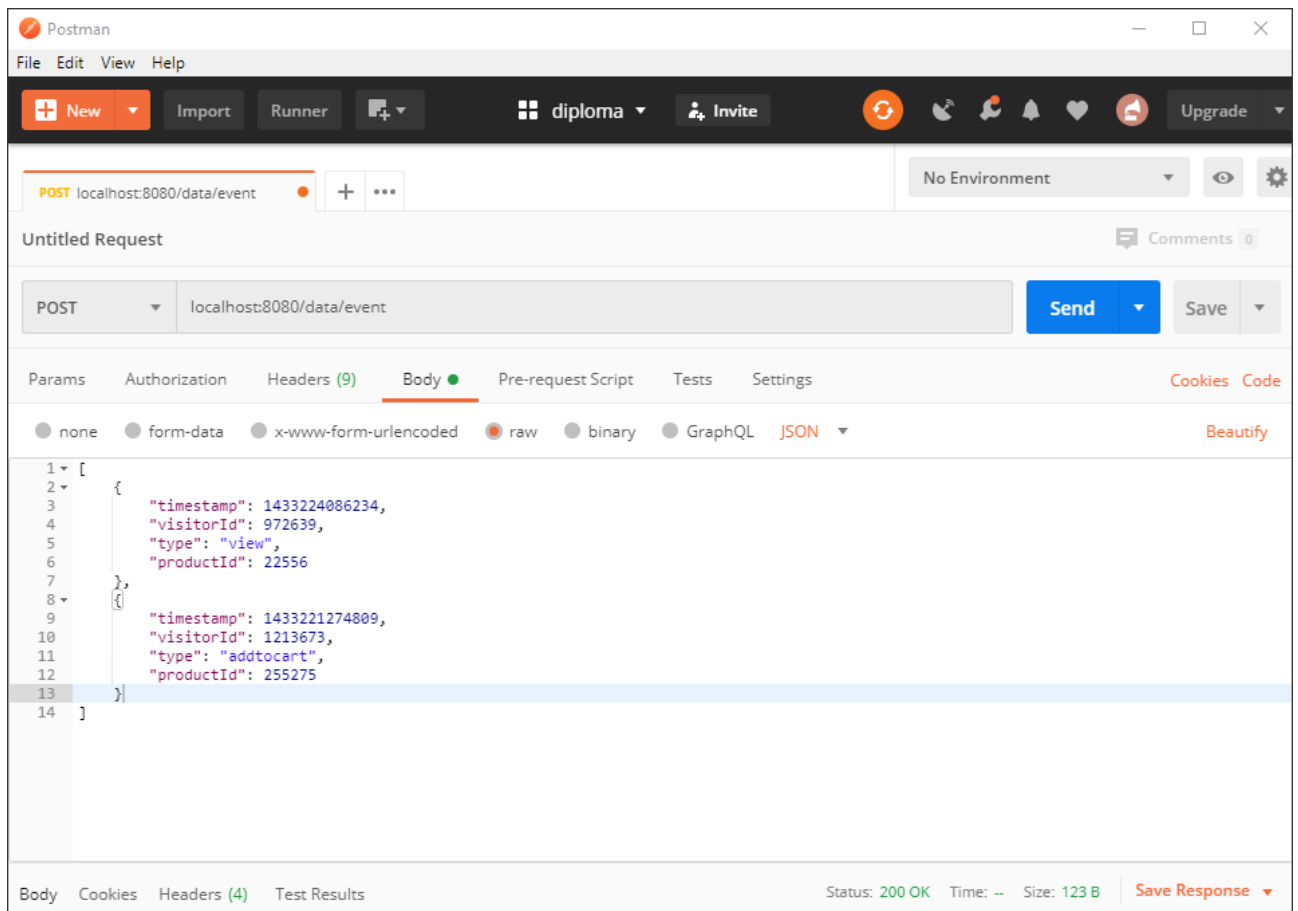 Postman
File Edit View Help
New Import Runner diploma Invite Upgrade
POST localhost:8080/data/event No Environment
Untitled Request Comments 0
POST localhost:8080/data/event Send Save
Params Authorization Headers (9) Body Pre-request Script Tests Settings Cookies Code
none form-data x-www-form-urlencoded raw binary GraphQL JSON Beautify
1 [
2 {
3 "timestamp": 1433224086234,
4 "visitorId": 972639,
5 "type": "view",
6 "productId": 22556
7 },
8 {
9 "timestamp": 1433221274809,
10 "visitorId": 1213673,
11 "type": "addtocart",
12 "productId": 255275
13 }
14 ]
Body Cookies Headers (4) Test Results Status: 200 OK Time: -- Size: 123 B Save Response